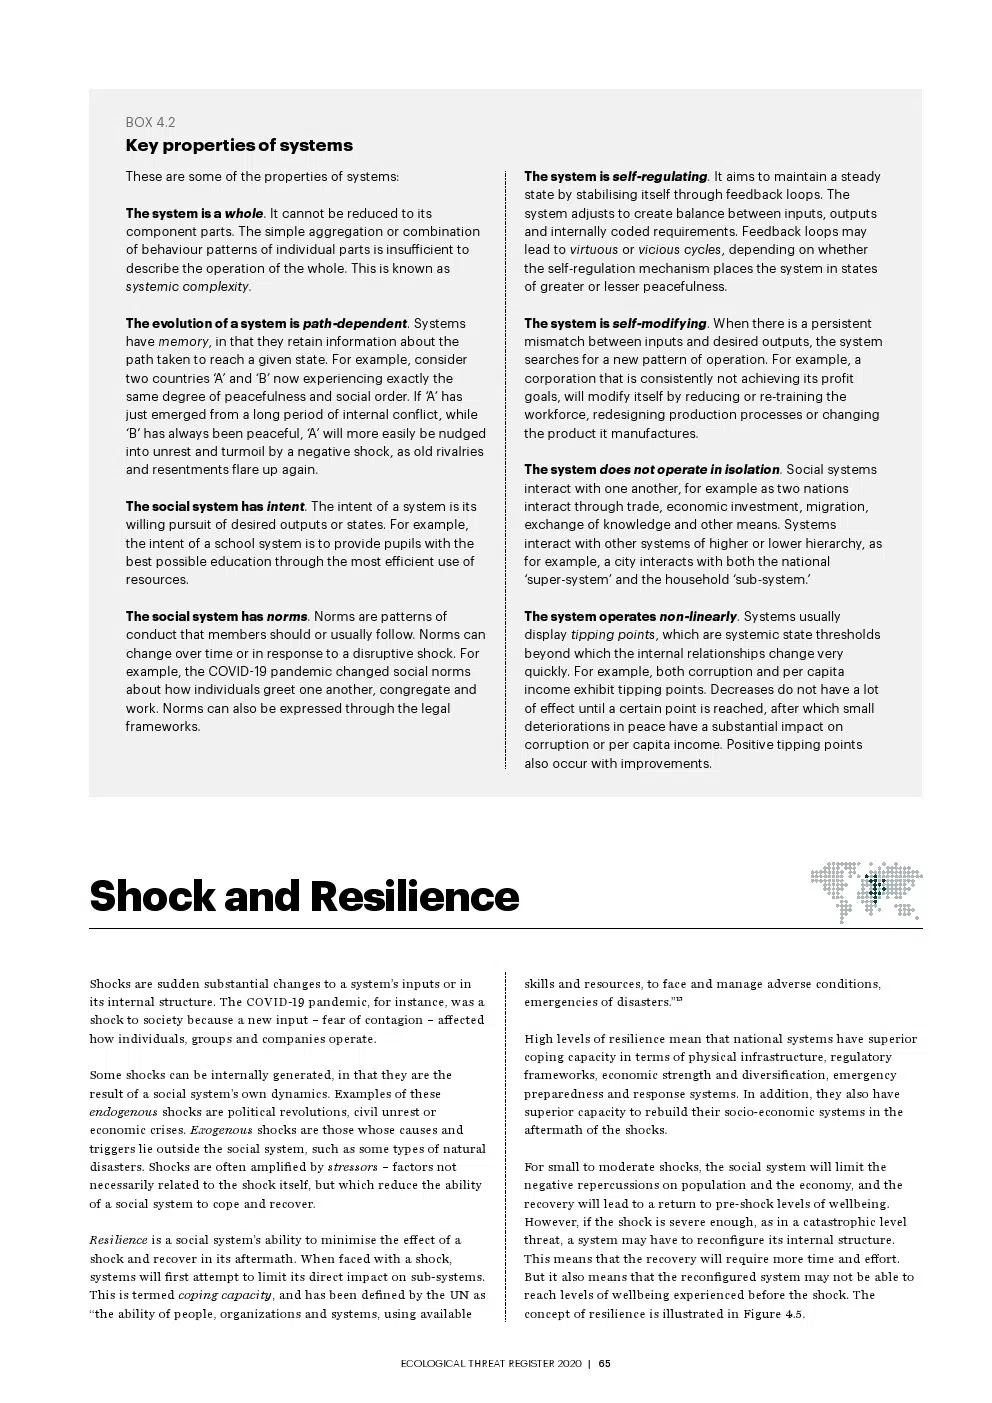 BOX 4.2
Key properties of systems
These are some of the properties of systems:
The system is a whole. It cannot be reduced to its
component parts. The simple aggregation or combination
of behaviour patterns of individual parts is insufficient to
describe the operation of the whole. This is known as
systemic complexity.
The evolution of a system is path-dependent. Systems
have memory, in that they retain information about the
path taken to reach a given state. For example, consider
two countries ‘A’ and ‘B’ now experiencing exactly the
same degree of peacefulness and social order. If ‘A’ has
just emerged from a long period of internal conflict, while
‘B’ has always been peaceful, ‘A’ will more easily be nudged
into unrest and turmoil by a negative shock, as old rivalries
and resentments flare up again.
The social system has intent. The intent of a system is its
willing pursuit of desired outputs or states. For example,
the intent of a school system is to provide pupils with the
best possible education through the most efficient use of
resources.
The social system has norms. Norms are patterns of
conduct that members should or usually follow. Norms can
change over time or in response to a disruptive shock. For
example, the COVID-19 pandemic changed social norms
about how individuals greet one another, congregate and
work. Norms can also be expressed through the legal
frameworks.
The system is self-regulating. It aims to maintain a steady
state by stabilising itself through feedback loops. The
system adjusts to create balance between inputs, outputs
and internally coded requirements. Feedback loops may
lead to virtuous or vicious cycles, depending on whether
the self-regulation mechanism places the system in states
of greater or lesser peacefulness.
The system is self-modifying. When there is a persistent
mismatch between inputs and desired outputs, the system
searches for a new pattern of operation. For example, a
corporation that is consistently not achieving its profit
goals, will modify itself by reducing or re-training the
workforce, redesigning production processes or changing
the product it manufactures.
The system does not operate in isolation. Social systems
interact with one another, for example as two nations
interact through trade, economic investment, migration,
exchange of knowledge and other means. Systems
interact with other systems of higher or lower hierarchy, as
for example, a city interacts with both the national
‘super-system’ and the household ‘sub-system.’
The system operates non-linearly. Systems usually
display tipping points, which are systemic state thresholds
beyond which the internal relationships change very
quickly. For example, both corruption and per capita
income exhibit tipping points. Decreases do not have a lot
of effect until a certain point is reached, after which small
deteriorations in peace have a substantial impact on
corruption or per capita income. Positive tipping points
also occur with improvements.
Shock and Resilience
Shocks are sudden substantial changes to a system’s inputs or in
its internal structure. The COVID-19 pandemic, for instance, was a
shock to society because a new input – fear of contagion – affected
how individuals, groups and companies operate.
Some shocks can be internally generated, in that they are the
result of a social system’s own dynamics. Examples of these
endogenous shocks are political revolutions, civil unrest or
economic crises. Exogenous shocks are those whose causes and
triggers lie outside the social system, such as some types of natural
disasters. Shocks are often amplified by stressors – factors not
necessarily related to the shock itself, but which reduce the ability
of a social system to cope and recover.
Resilience is a social system’s ability to minimise the effect of a
shock and recover in its aftermath. When faced with a shock,
systems will first attempt to limit its direct impact on sub-systems.
This is termed coping capacity, and has been defined by the UN as
“the ability of people, organizations and systems, using available
skills and resources, to face and manage adverse conditions,
emergencies of disasters.”¹³
High levels of resilience mean that national systems have superior
coping capacity in terms of physical infrastructure, regulatory
frameworks, economic strength and diversification, emergency
preparedness and response systems. In addition, they also have
superior capacity to rebuild their socio-economic systems in the
aftermath of the shocks.
For small to moderate shocks, the social system will limit the
negative repercussions on population and the economy, and the
recovery will lead to a return to pre-shock levels of wellbeing.
However, if the shock is severe enough, as in a catastrophic level
threat, a system may have to reconfigure its internal structure.
This means that the recovery will require more time and effort.
But it also means that the reconfigured system may not be able to
reach levels of wellbeing experienced before the shock. The
concept of resilience is illustrated in Figure 4.5.
ECOLOGICAL THREAT REGISTER 2020 | 65